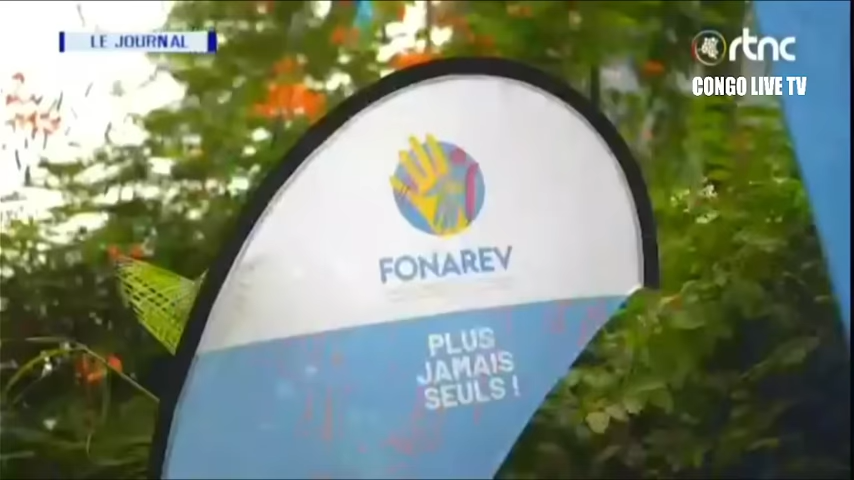 LE JOURNAL
rtnc
CONGO LIVE TV
FONAREV
PLUS
JAMAIS
SEULS !